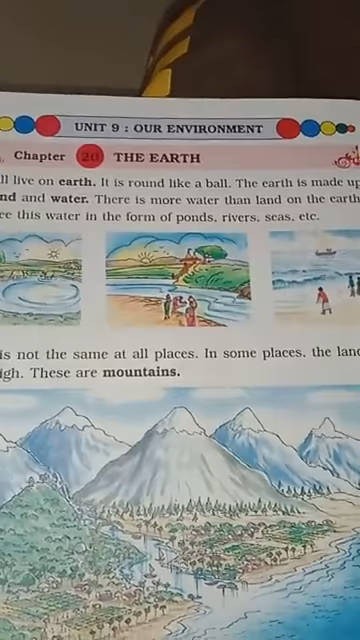 UNIT 9 : OUR ENVIRONMENT
Chapter 20 THE EARTH
ll live on earth. It is round like a ball. The earth is made u
nd and water. There is more water than land on the earth
ee this water in the form of ponds, rivers, seas, etc.
is not the same at all places. In some places, the land
igh. These are mountains.